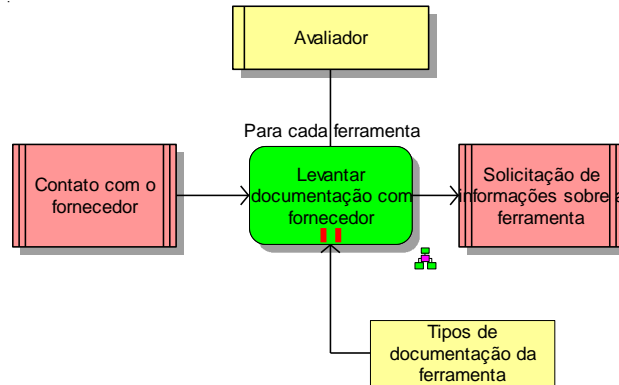 Avaliador
Para cada ferramenta
Contato com o
fornecedor
Levantar
documentação com
fornecedor
Solicitação de
informações sobre a
ferramenta
Tipos de
documentação da
ferramenta